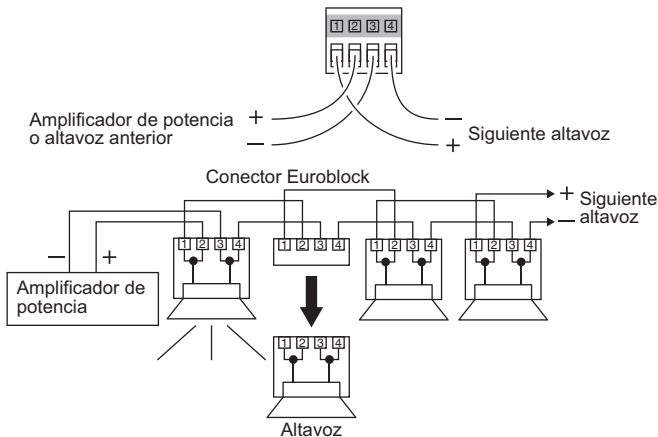 1 2 3 4
Amplificador de potencia
o altavoz anterior
+
−
−
+
Siguiente altavoz
Conector Euroblock
+
−
Siguiente
altavoz
1 2 3 4
1 2 3 4
1 2 3 4
1 2 3 4
− +
Amplificador de
potencia
1 2 3 4
Altavoz